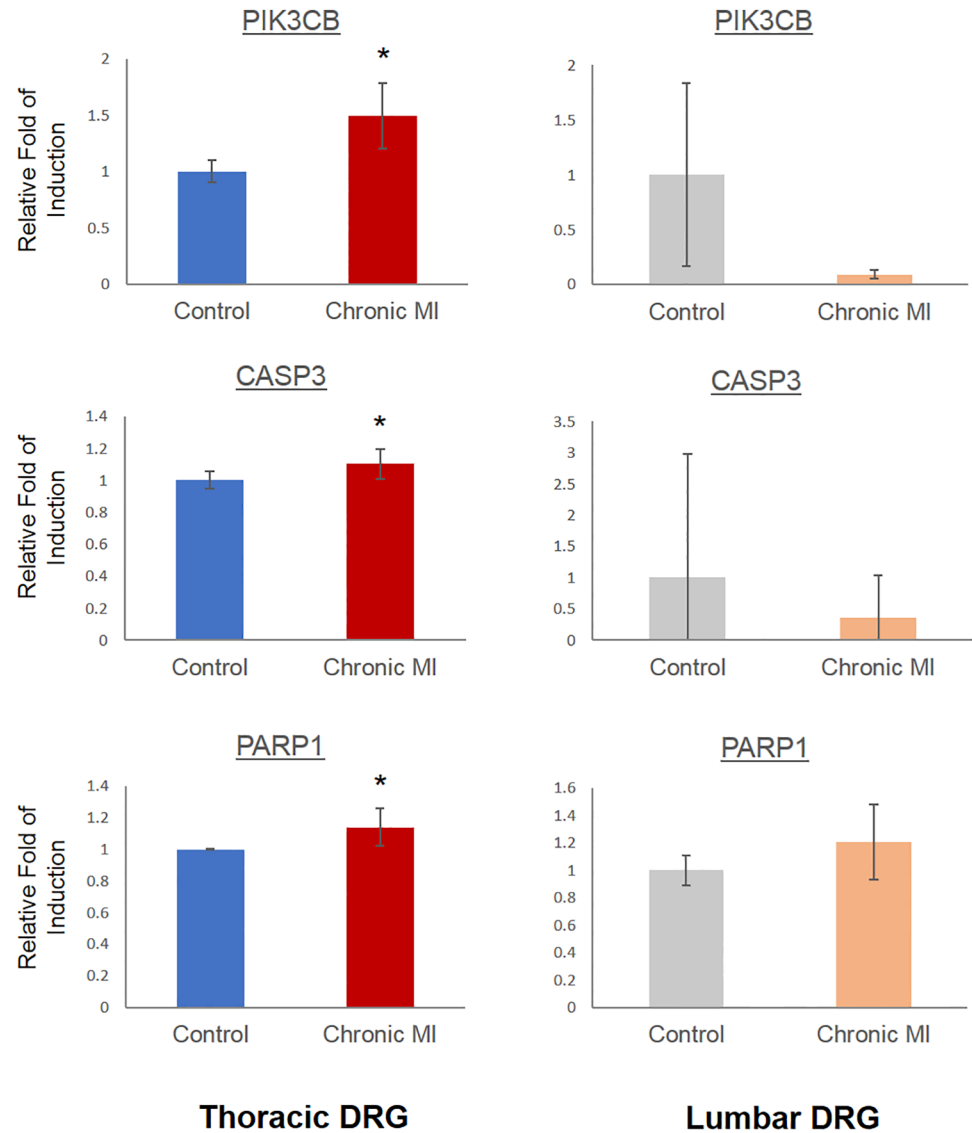 PIK3CB
Relative Fold of
Induction
2
*
1.5
1
0.5
0
Control Chronic MI
PIK3CB
2
1.5
1
0.5
0
Control Chronic MI
CASP3
Relative Fold of
Induction
1.4
*
1.2
1
0.8
0.6
0.4
0.2
0
Control Chronic MI
CASP3
3.5
3
2.5
2
1.5
1
0.5
0
Control Chronic MI
PARP1
Relative Fold of
Induction
1.4
*
1.2
1
0.8
0.6
0.4
0.2
0
Control Chronic MI
PARP1
1.6
1.4
1.2
1
0.8
0.6
0.4
0.2
0
Control Chronic MI
Thoracic DRG
Lumbar DRG